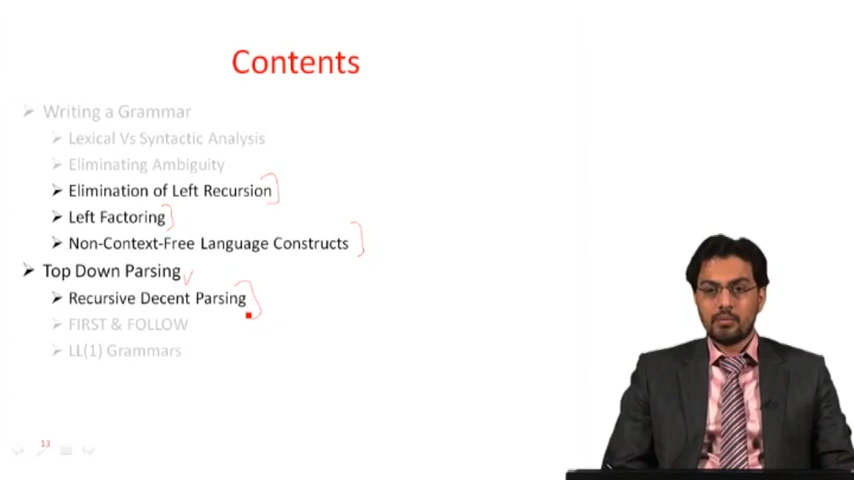 Contents
Writing a Grammar
Lexical Vs Syntactic Analysis
Eliminating Ambiguity
Elimination of Left Recursion
Left Factoring
Non-Context-Free Language Constructs
Top Down Parsing
Recursive Decent Parsing
FIRST & FOLLOW
LL(1) Grammars
13